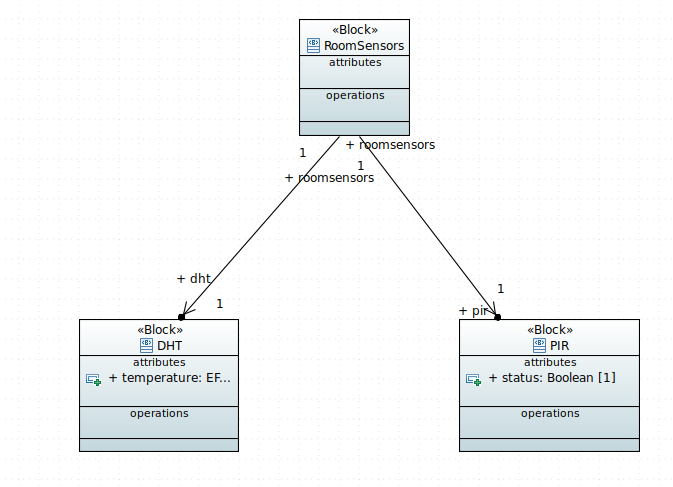 «Block»
RoomSensors
attributes
operations
+ roomsensors
1
1
+ roomsensors
+ dht
1
1
+ pir
«Block»
DHT
attributes
+ temperature: EF...
operations
«Block»
PIR
attributes
+ status: Boolean [1]
operations